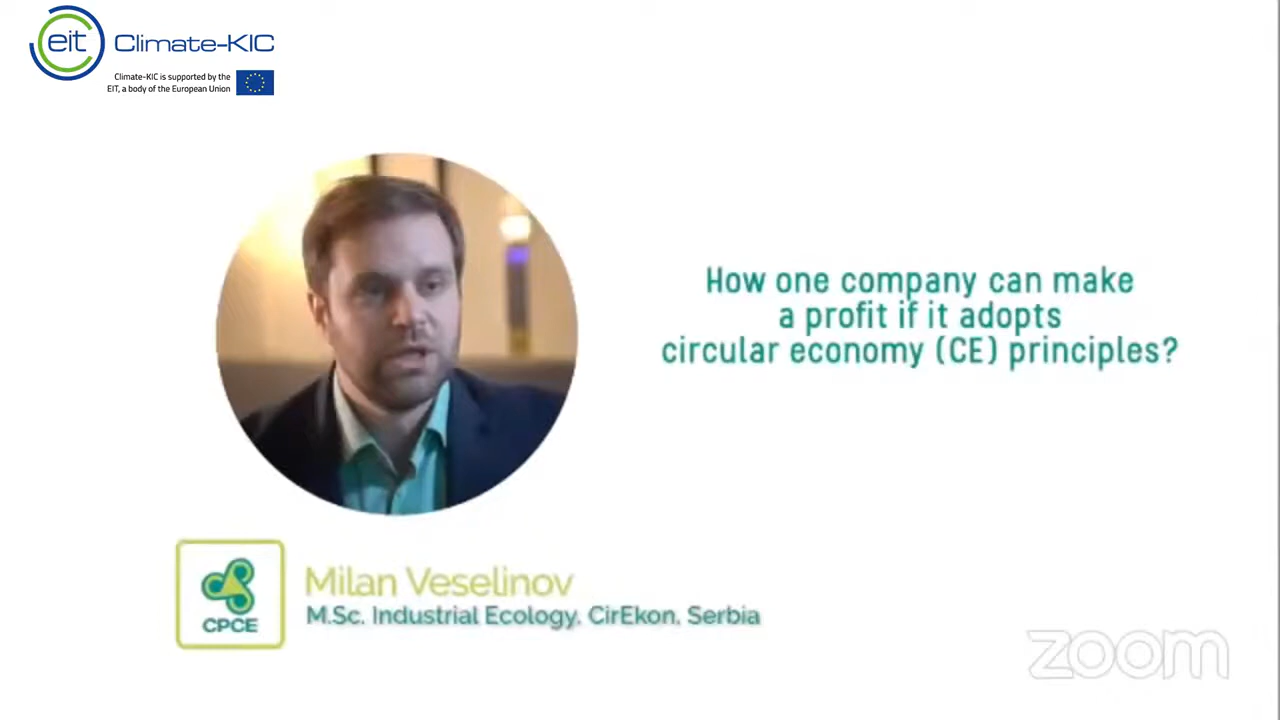 eit Climate-KIC
Climate-KIC is supported by the
EIT, a body of the European Union
How one company can make
a profit if it adopts
circular economy (CE) principles?
CPCE
Milan Veselinov
M.Sc. Industrial Ecology, CirEkon, Serbia
zoom